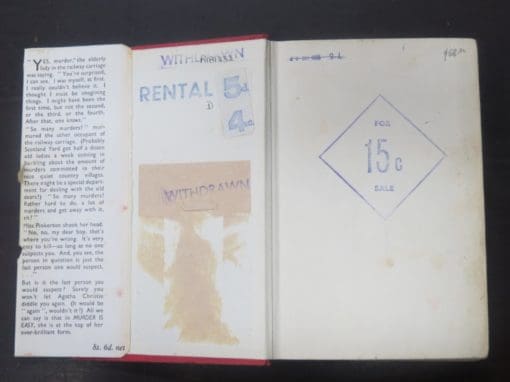 "YES, murder," the elderly
lady in the railway carriage
was saying. "You're surprised,
I can see. I was myself, at first.
I really couldn't believe it. I
thought I must be imagining
things. I might have been the
first time, but not the second,
or the third, or the fourth.
After that, one knows."
"So many murders?" murmured
the other occupant of
the railway carriage. (Probably
Scotland Yard got half a dozen
old ladies a week coming in
burbling about the amount of
murders committed in their
nice quiet country villages.
There might be a special department
for dealing with the old
dears!) "So many murders!
Rather hard to do, a lot of
murders and get away with it,
eh?"
Miss Pinkerton shook her head.
"No, no, my dear boy, that's
where you're wrong. It's very
easy to kill—so long as no one
suspects you. And, you see, the
person in question is just the
last person one would suspect."
But is it the last person you
would suspect? Surely you
won't let Agatha Christie
diddle you again. (It would be
"again", wouldn't it?) All we
can say is that in MURDER IS
EASY, she is at the top of her
ever-brilliant form.
8s. 6d. net
WITHDRAWN
RENTAL 5d
4d
WITHDRAWN
FOR
15c
SALE